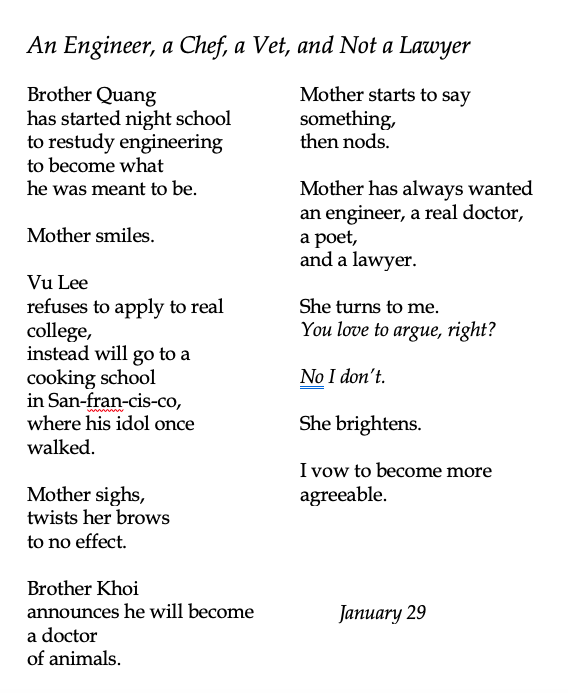 An Engineer, a Chef, a Vet, and Not a Lawyer
Brother Quang
has started night school
to restudy engineering
to become what
he was meant to be.
Mother smiles.
Vu Lee
refuses to apply to real
college,
instead will go to a
cooking school
in San-fran-cis-co,
where his idol once
walked.
Mother sighs,
twists her brows
to no effect.
Brother Khoi
announces he will become
a doctor
of animals.
Mother starts to say
something,
then nods.
Mother has always wanted
an engineer, a real doctor,
a poet,
and a lawyer.
She turns to me.
You love to argue, right?
No I don't.
She brightens.
I vow to become more
agreeable.
January 29